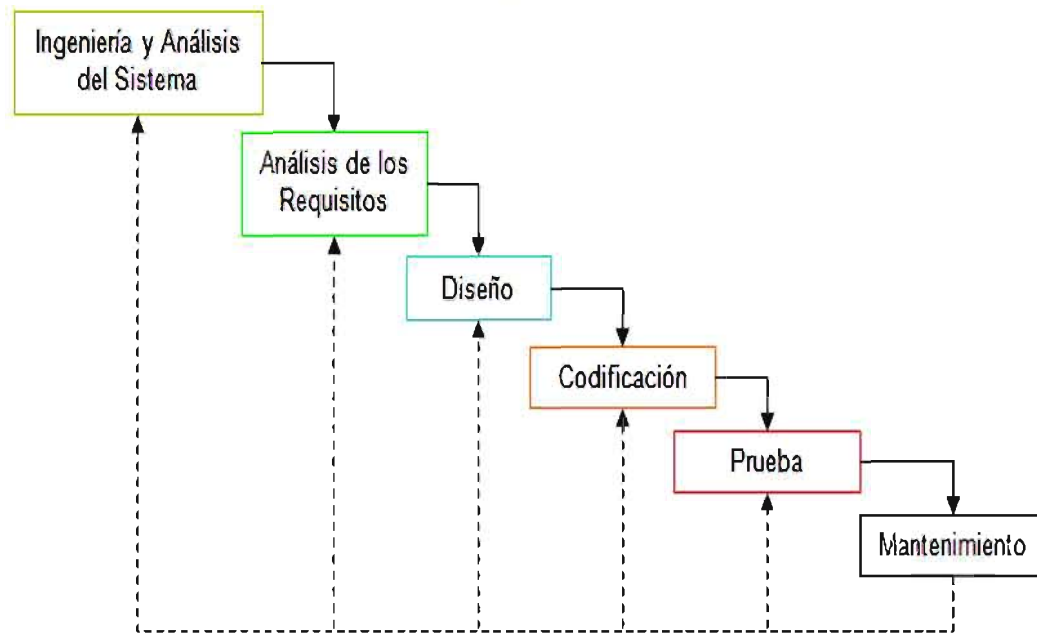 Ingeniería y Análisis
del Sistema
Análisis de los
Requisitos
Diseño
Codificación
Prueba
Mantenimiento